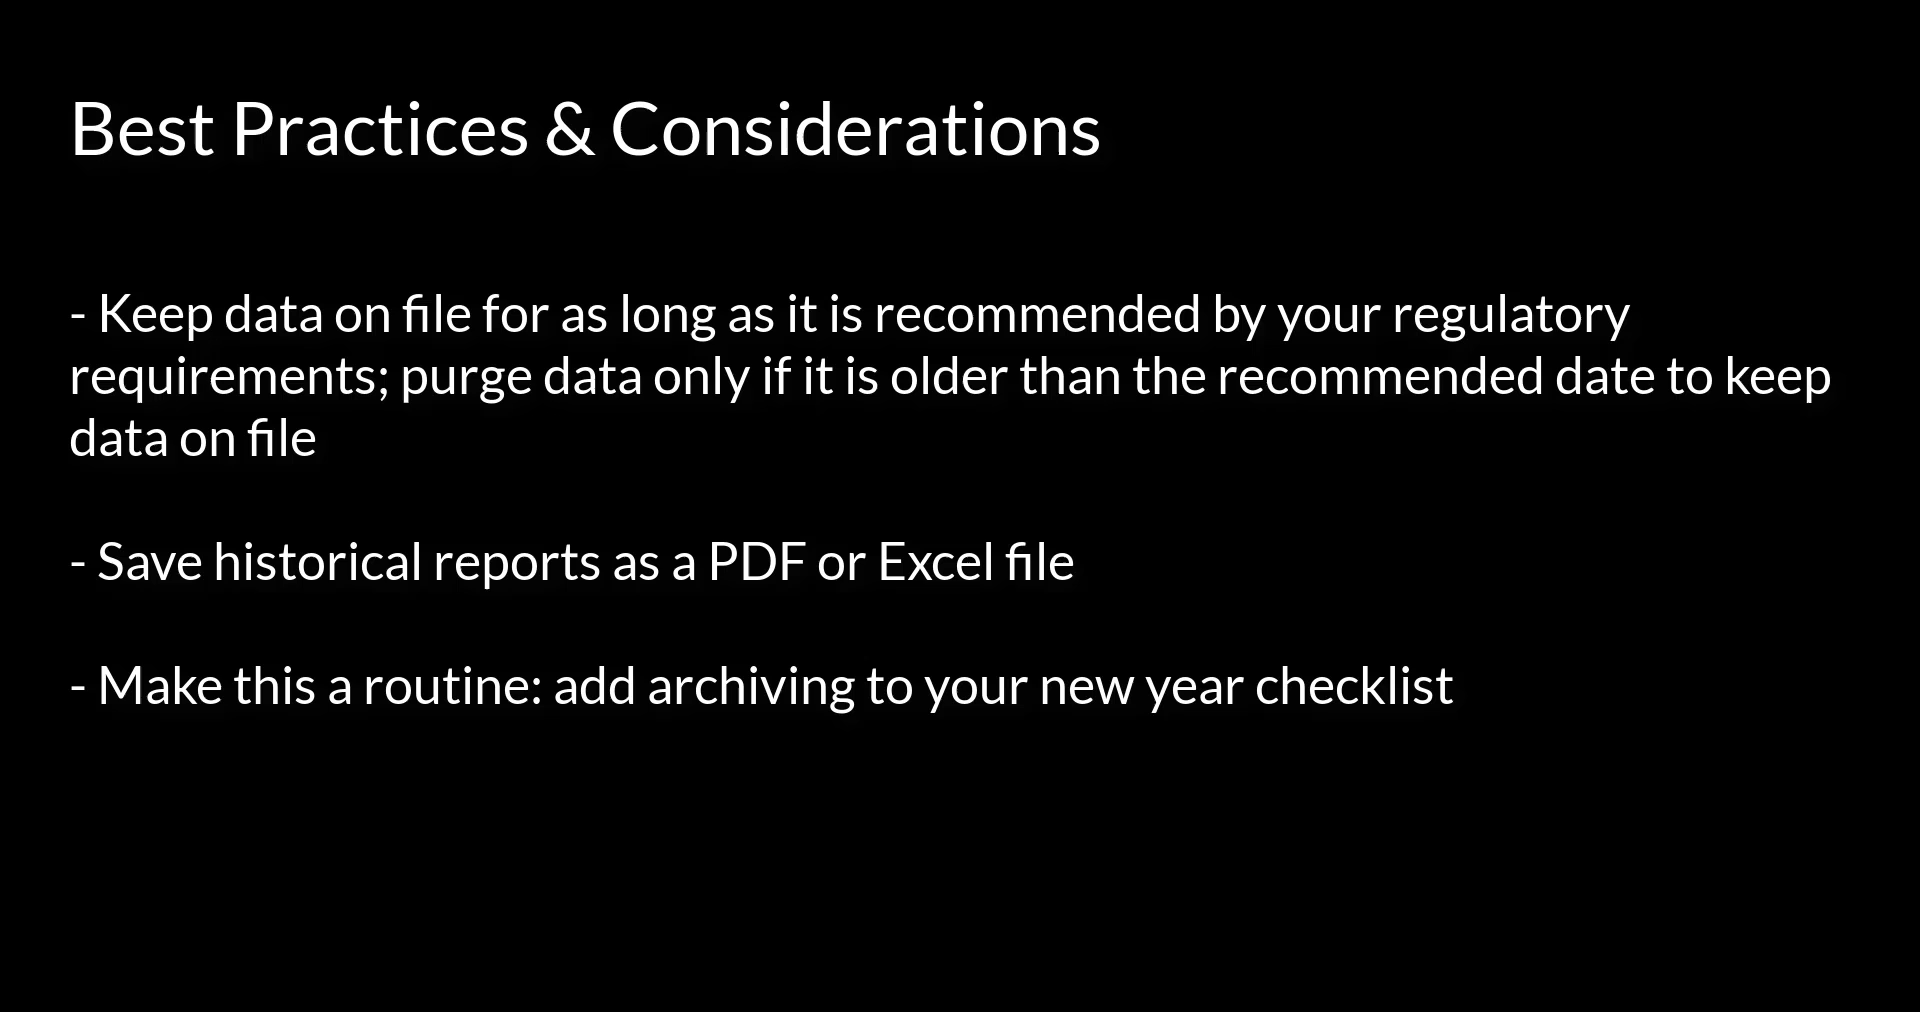 Best Practices & Considerations
- Keep data on file for as long as it is recommended by your regulatory
requirements; purge data only if it is older than the recommended date to keep
data on file
- Save historical reports as a PDF or Excel file
- Make this a routine: add archiving to your new year checklist